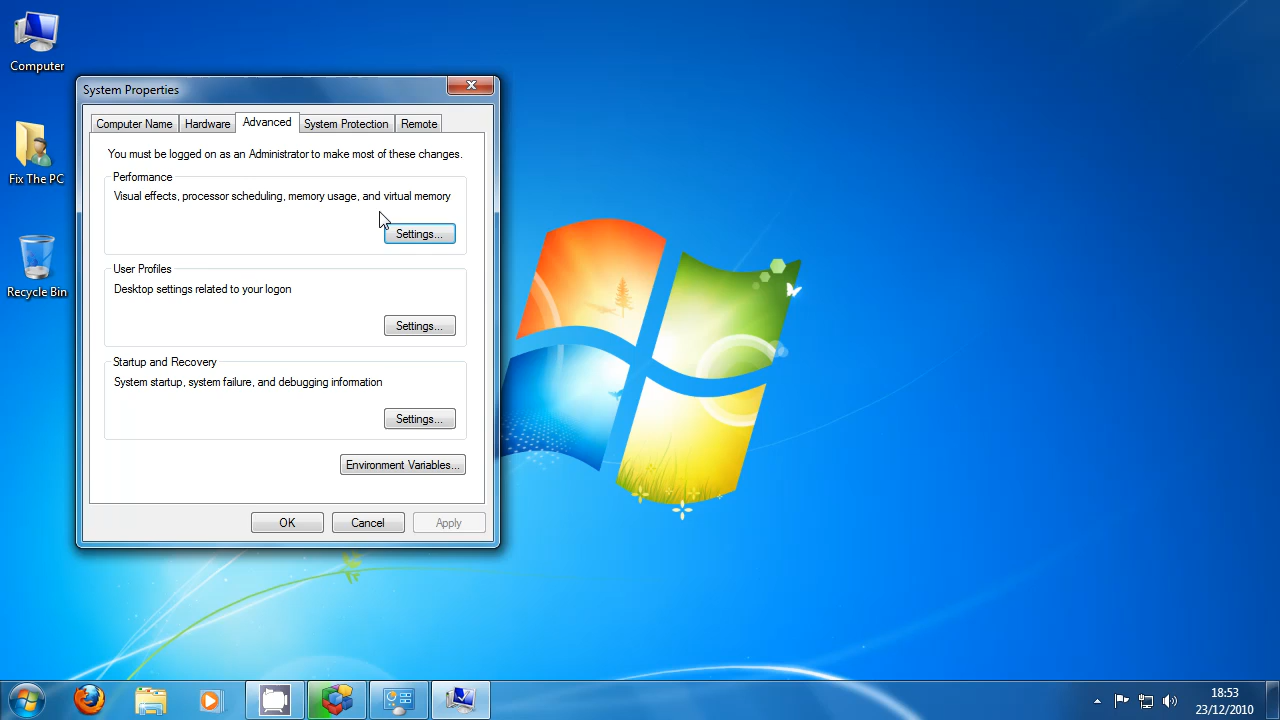 Computer
Fix The PC
Recycle Bin
System Properties
Computer Name Hardware Advanced System Protection Remote
You must be logged on as an Administrator to make most of these changes.
Performance
Visual effects, processor scheduling, memory usage, and virtual memory
Settings...
User Profiles
Desktop settings related to your logon
Settings...
Startup and Recovery
System startup, system failure, and debugging information
Settings...
Environment Variables...
OK Cancel Apply
18:53
23/12/2010